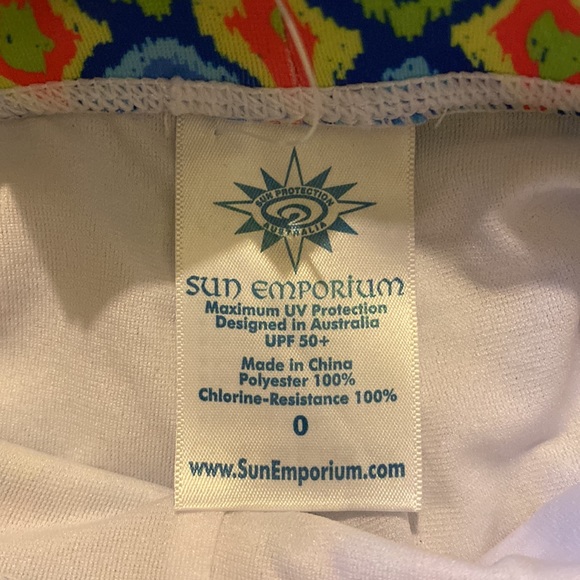 SUN PROTECTION
AUSTRALIA
SUN EMPORIUM
Maximum UV Protection
Designed in Australia
UPF 50+
Made in China
Polyester 100%
Chlorine-Resistance 100%
0
www.SunEmporium.com